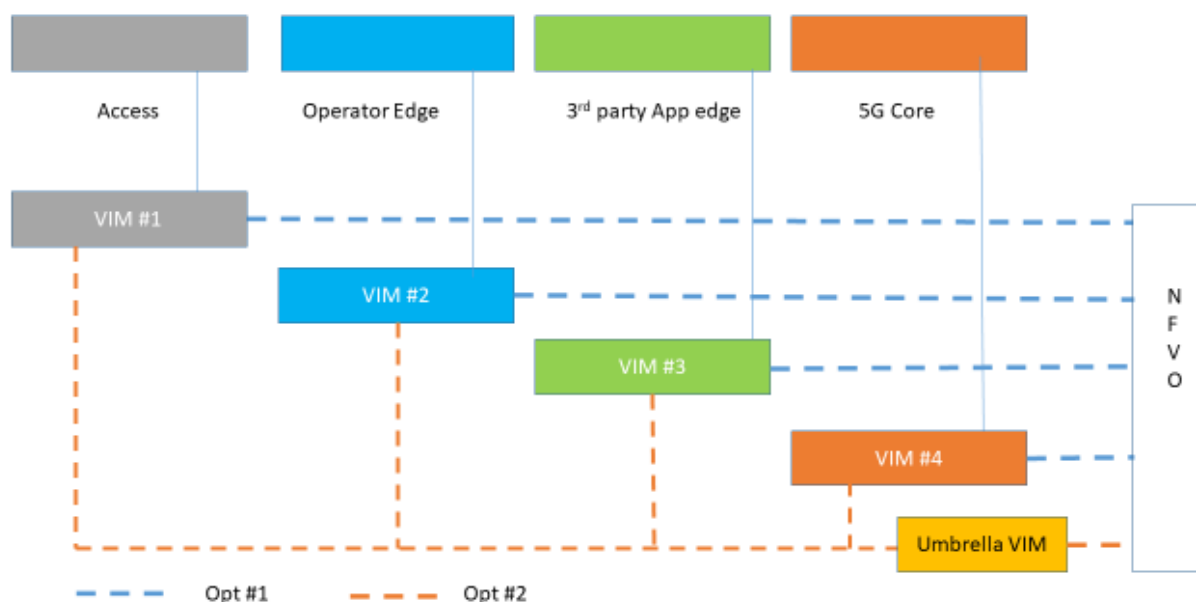 Access
Operator Edge
3rd party App edge
5G Core
VIM #1
VIM #2
VIM #3
VIM #4
N
F
V
O
Umbrella VIM
Opt #1
Opt #2